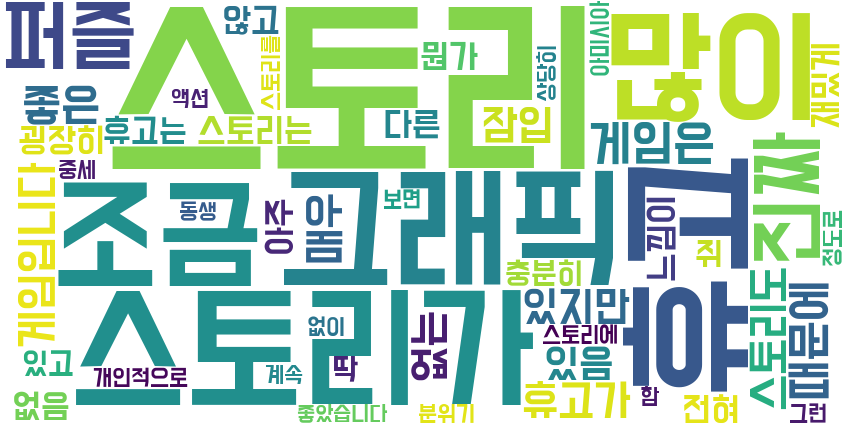 퍼즐
스토리
많이
않고
뭔가
상당히
아미시아
재밌게
액션
스토리를
좋은
굉장히
휴고는
스토리는
다른
잠입
게임은
중세
게임입니다
조금
동생
아주
그래픽
보면
느낌이
휴고
쥐
진짜
정도로
충분히
있지만
스토리도
때문에
스토리가
없이
스토리에
있고
개인적으로
계속
딱
있음
없음
좋았습니다
분위기
휴고가
함
전혀
그런